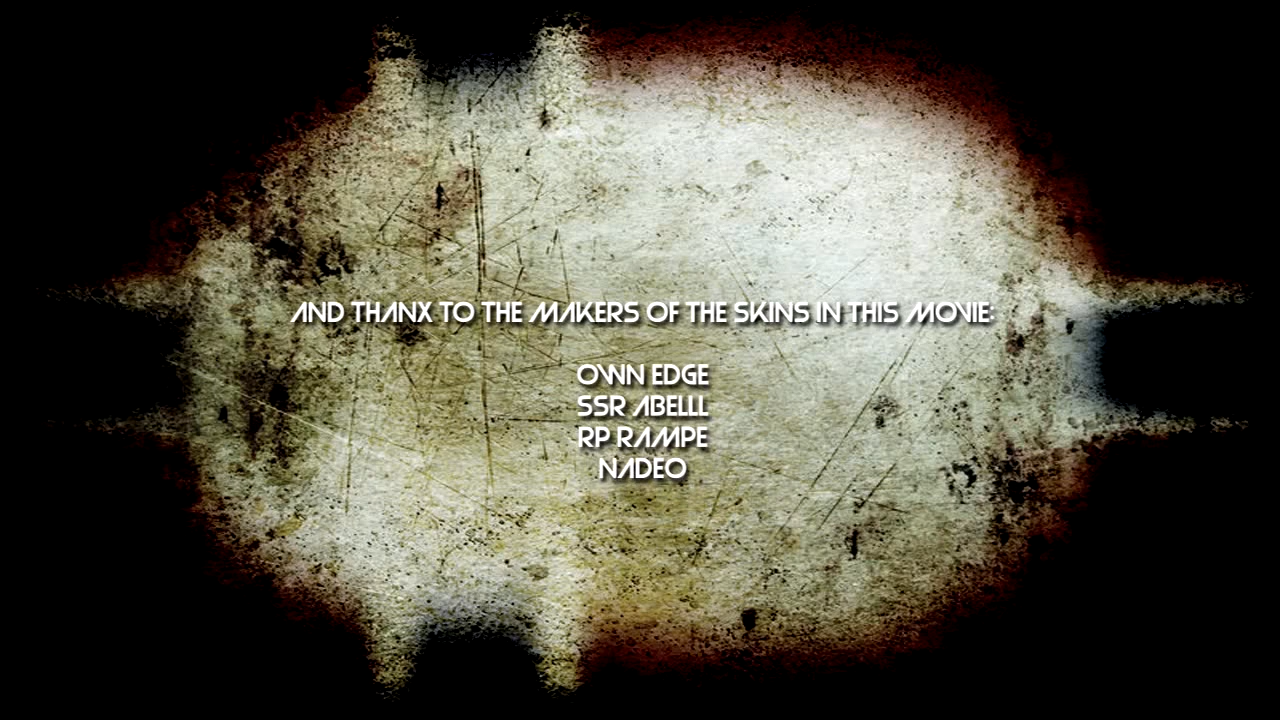 AND THANX TO THE MAKERS OF THE SKINS IN THIS MOVIE:
OWN EDGE
SSR ABELLL
RP RAMPE
NADEO